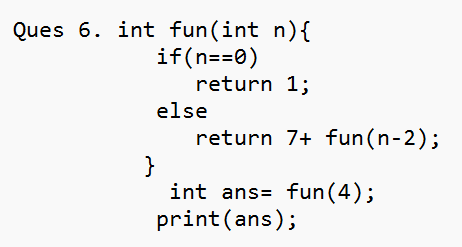 Ques 6. int fun(int n){
if(n==0)
return 1;
else
return 7+ fun(n-2);
}
int ans= fun(4);
print(ans);